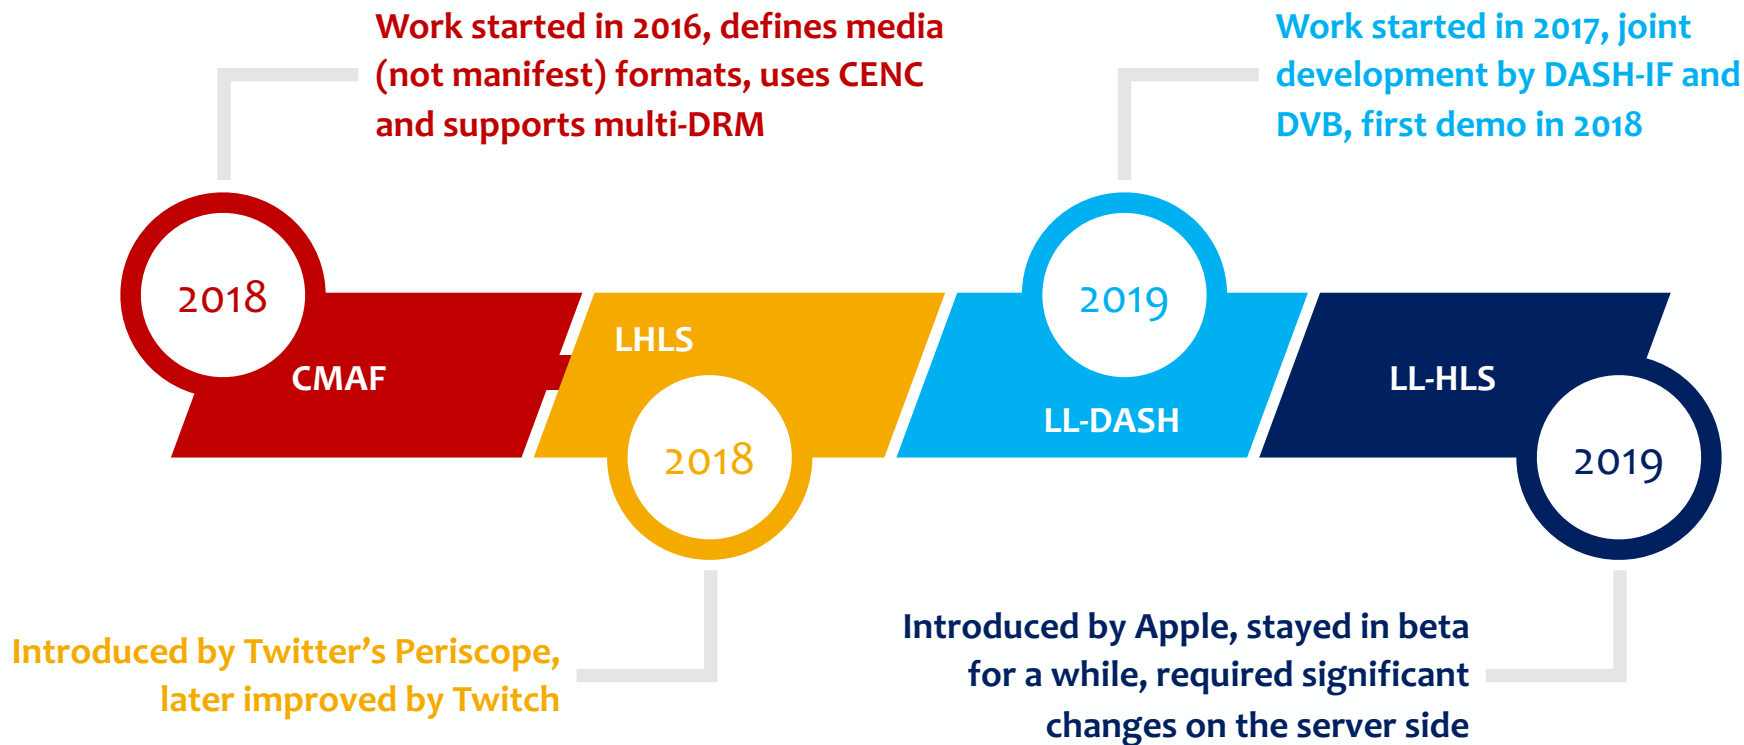 Work started in 2016, defines media
(not manifest) formats, uses CENC
and supports multi-DRM
Work started in 2017, joint
development by DASH-IF and
DVB, first demo in 2018
2018
CMAF
LHLS
2018
2019
LL-DASH
LL-HLS
2019
Introduced by Twitter’s Periscope,
later improved by Twitch
Introduced by Apple, stayed in beta
for a while, required significant
changes on the server side